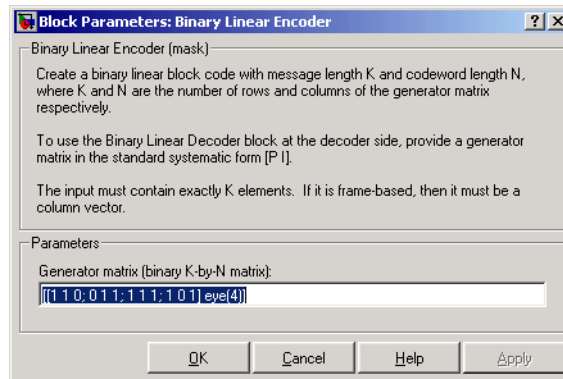 Block Parameters: Binary Linear Encoder
Binary Linear Encoder (mask)
Create a binary linear block code with message length K and codeword length N,
where K and N are the number of rows and columns of the generator matrix
respectively.
To use the Binary Linear Decoder block at the decoder side, provide a generator
matrix in the standard systematic form [P I].
The input must contain exactly K elements. If it is frame-based, then it must be a
column vector.
Parameters
Generator matrix (binary K-by-N matrix):
[[1 1 0; 0 1 1; 1 1 1; 1 0 1] eye(4)]
OK Cancel Help Apply